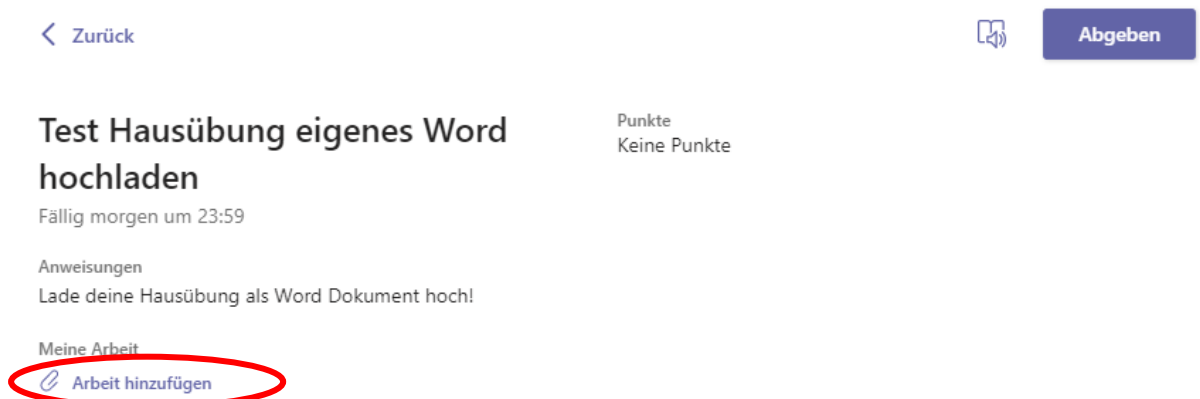 Zurück
Abgeben
Test Hausübung eigenes Word
hochladen
Fällig morgen um 23:59
Punkte
Keine Punkte
Anweisungen
Lade deine Hausübung als Word Dokument hoch!
Meine Arbeit
Arbeit hinzufügen